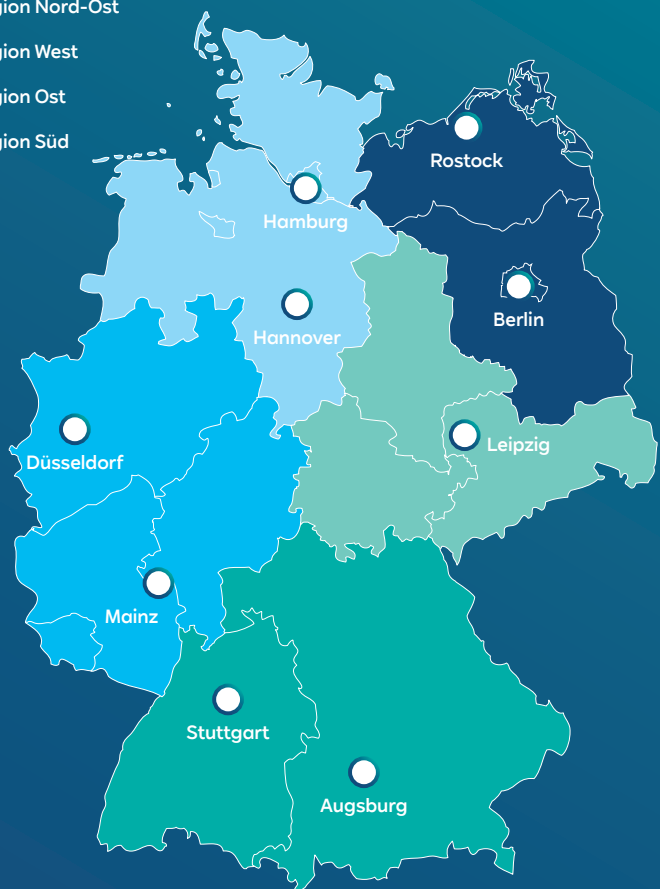 gion Nord-Ost
gion West
gion Ost
gion Süd
Rostock
Hamburg
Berlin
Hannover
Leipzig
Düsseldorf
Mainz
Stuttgart
Augsburg